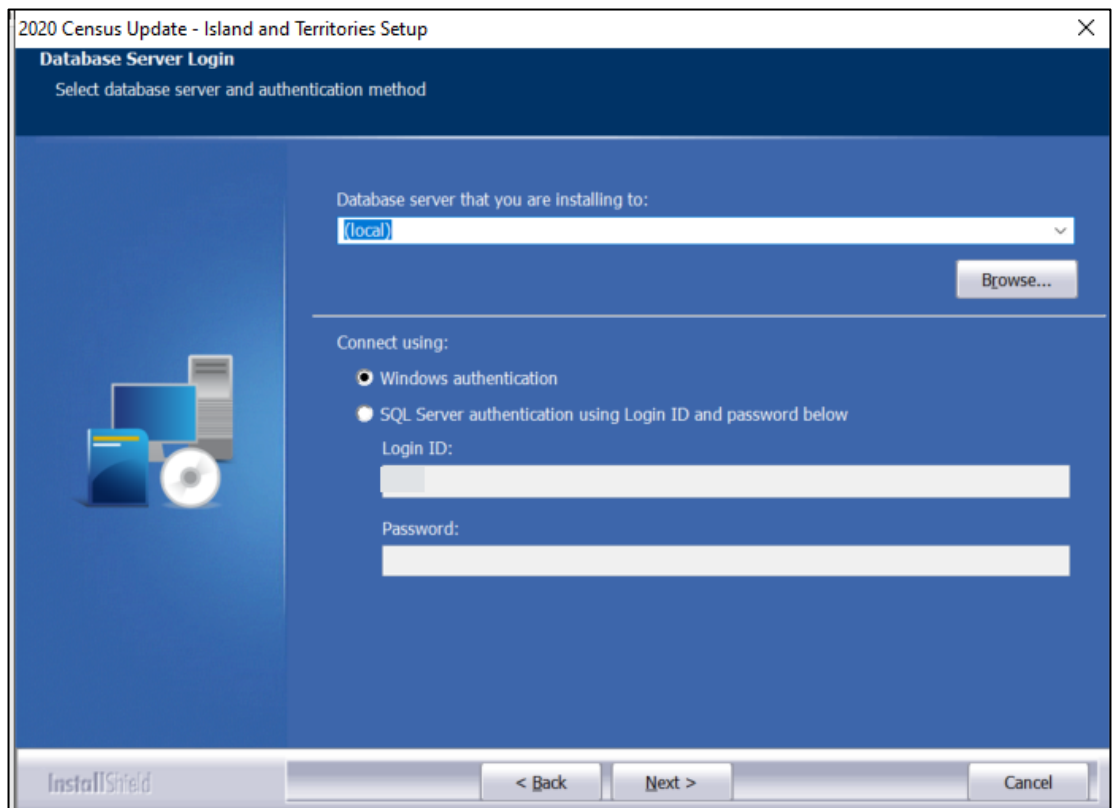 2020 Census Update - Island and Territories Setup
Database Server Login
Select database server and authentication method
Database server that you are installing to:
(local)
Browse...
Connect using:
Windows authentication
SQL Server authentication using Login ID and password below
Login ID:
Password:
InstallShield
< Back
Next >
Cancel